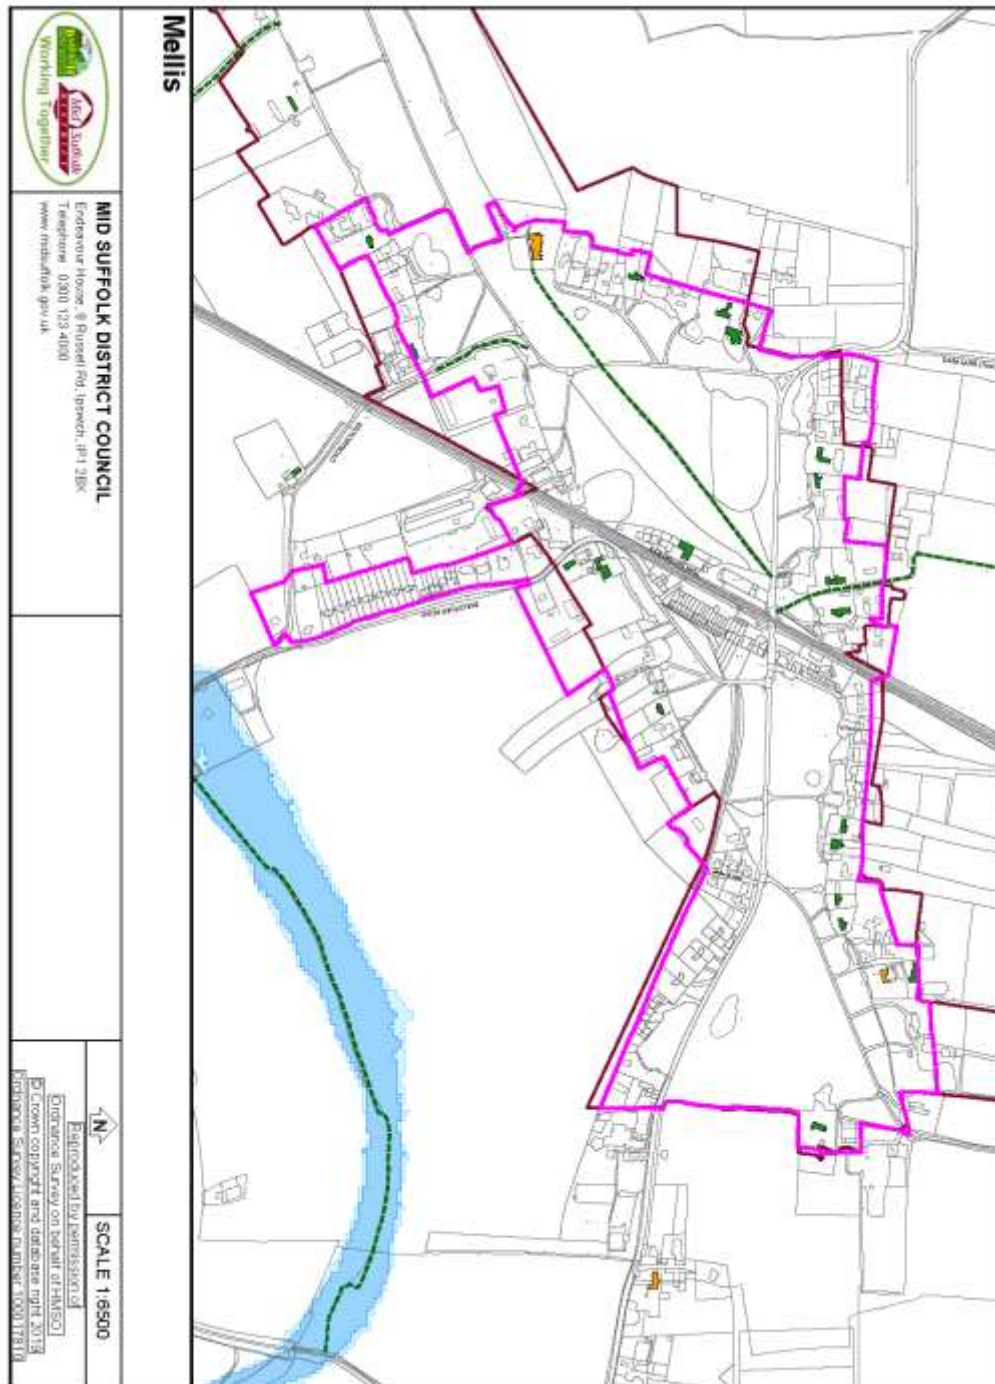 Mellis
Babergh
Mid Suffolk
DISTRICT
Working Together
MID SUFFOLK DISTRICT COUNCIL
Endeavour House, 8 Russell Rd, Ipswich, IP1 2BX
Telephone : 0300 123 4000
www.midsuffolk.gov.uk
N
SCALE 1:6500
Reproduced by permission of
Ordnance Survey on behalf of HMSO.
© Crown copyright and database right 2019
Ordnance Survey Licence number 100017810